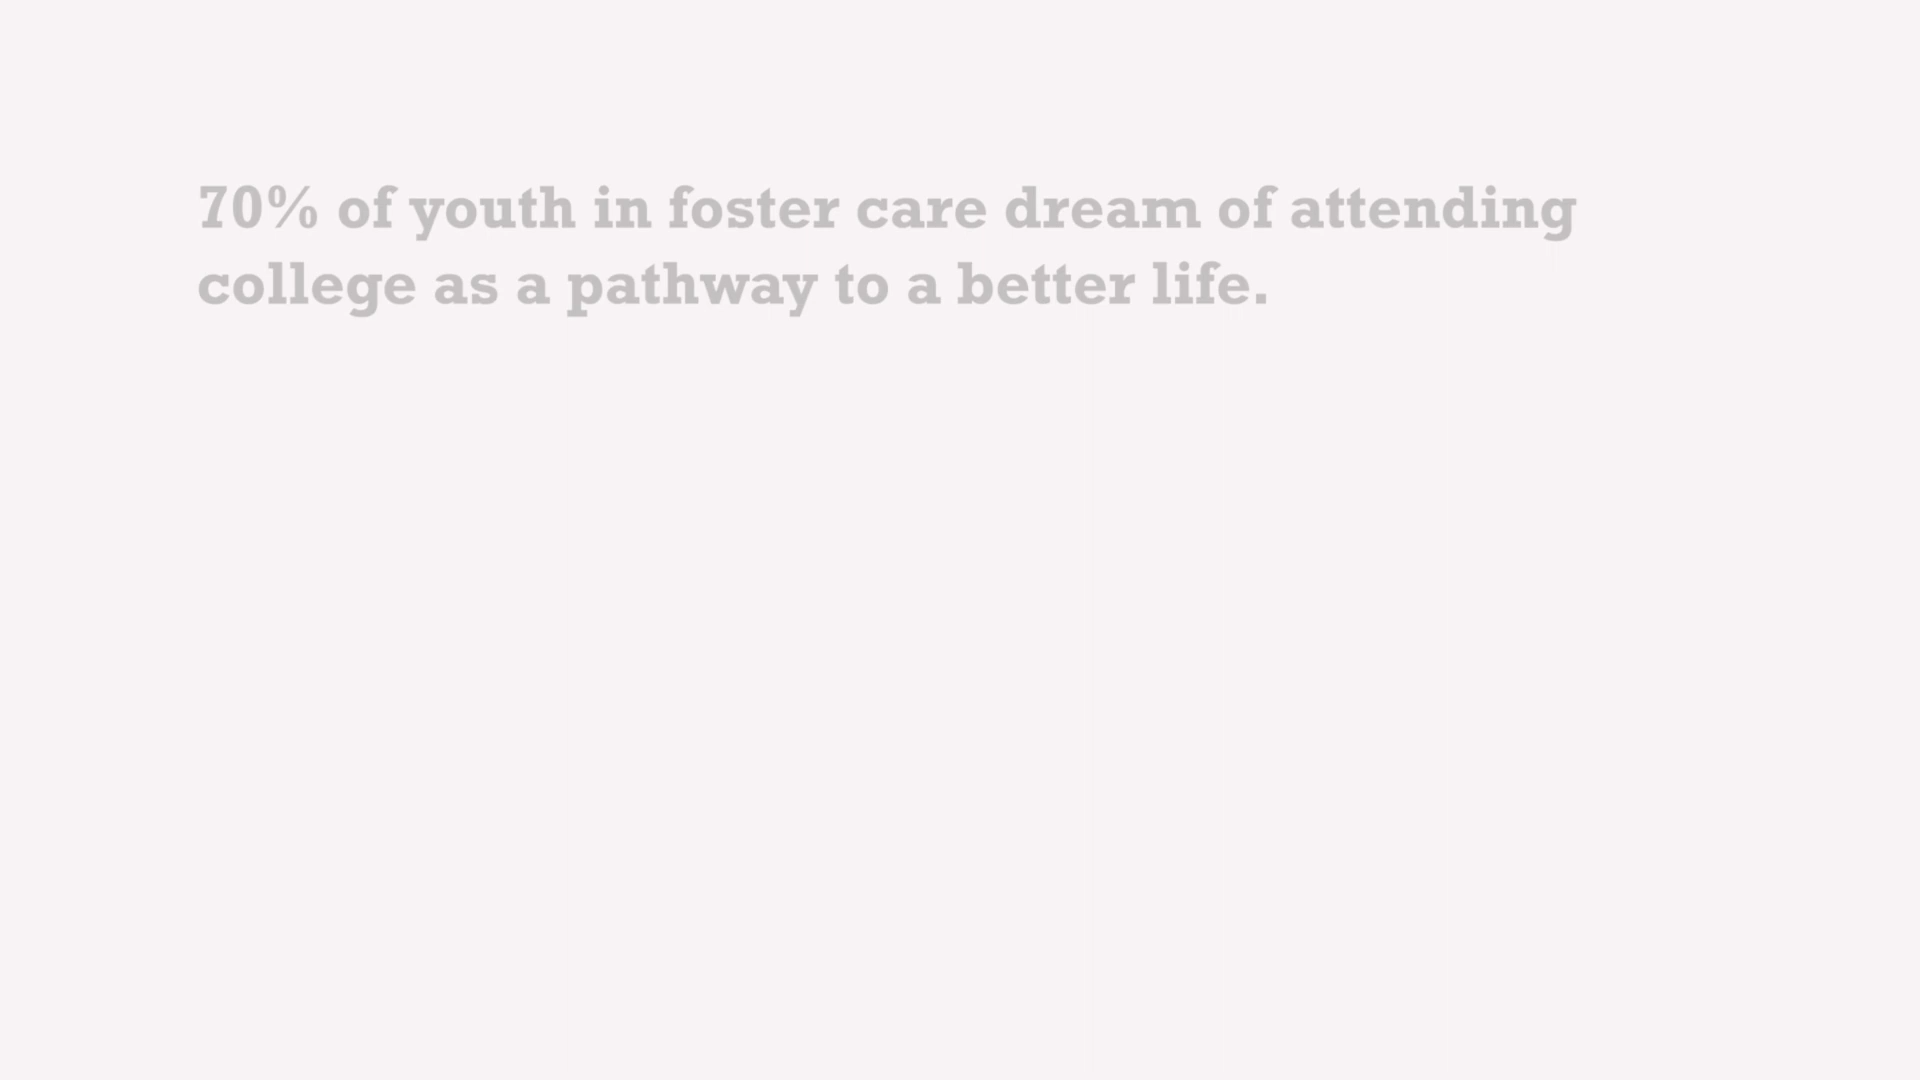 70% of youth in foster care dream of attending
college as a pathway to a better life.